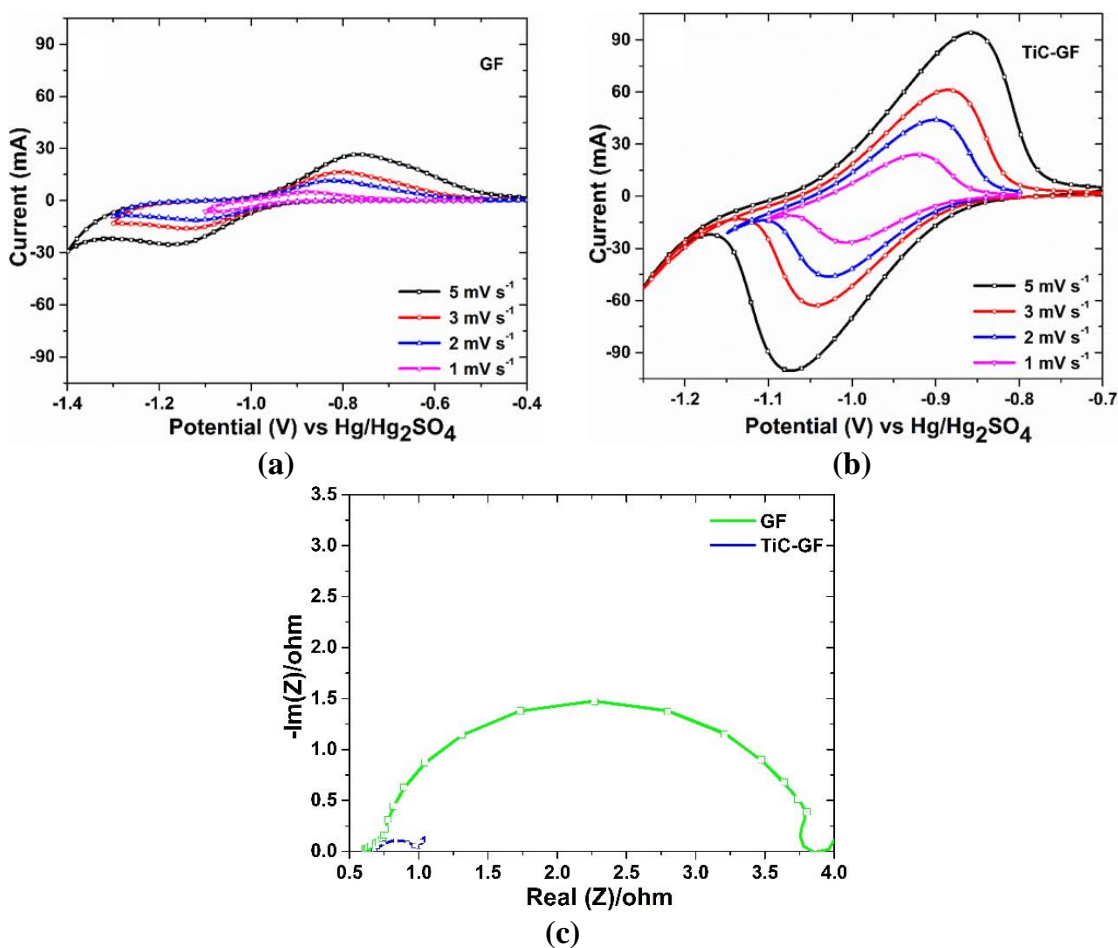 90
60
30
0
-30
-60
-90
Current (mA)
GF
5 mV s⁻¹
3 mV s⁻¹
2 mV s⁻¹
1 mV s⁻¹
-1.4 -1.2 -1.0 -0.8 -0.6 -0.4
Potential (V) vs Hg/Hg₂SO₄
(a)
90
60
30
0
-30
-60
-90
Current (mA)
TiC-GF
5 mV s⁻¹
3 mV s⁻¹
2 mV s⁻¹
1 mV s⁻¹
-1.2 -1.1 -1.0 -0.9 -0.8 -0.7
Potential (V) vs Hg/Hg₂SO₄
(b)
3.5
3.0
2.5
2.0
1.5
1.0
0.5
0.0
-Im(Z)/ohm
GF
TiC-GF
0.5 1.0 1.5 2.0 2.5 3.0 3.5 4.0
Real (Z)/ohm
(c)